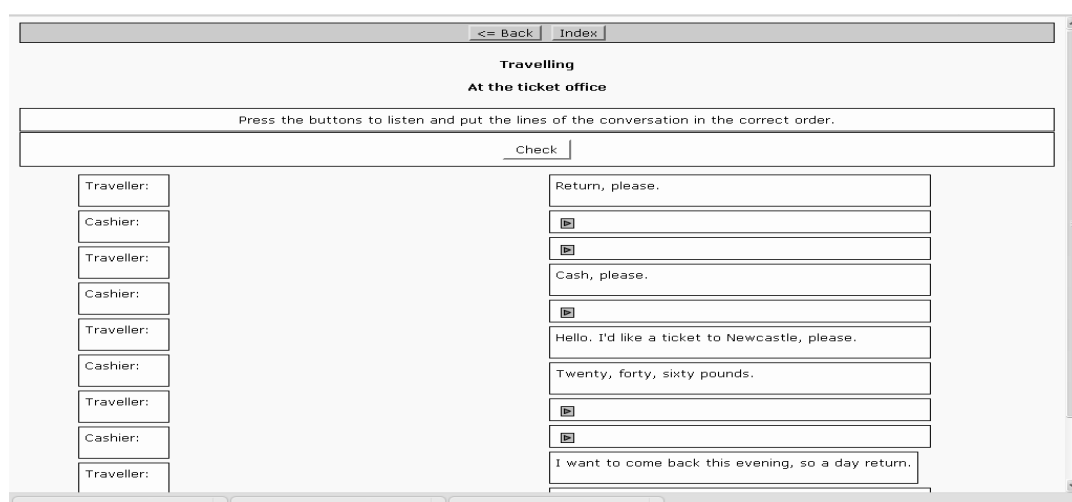 <= Back Index
Travelling
At the ticket office
Press the buttons to listen and put the lines of the conversation in the correct order.
Check
Traveller:
Cashier:
Traveller:
Cashier:
Traveller:
Cashier:
Traveller:
Cashier:
Traveller:
Return, please.
Cash, please.
Hello. I'd like a ticket to Newcastle, please.
Twenty, forty, sixty pounds.
I want to come back this evening, so a day return.